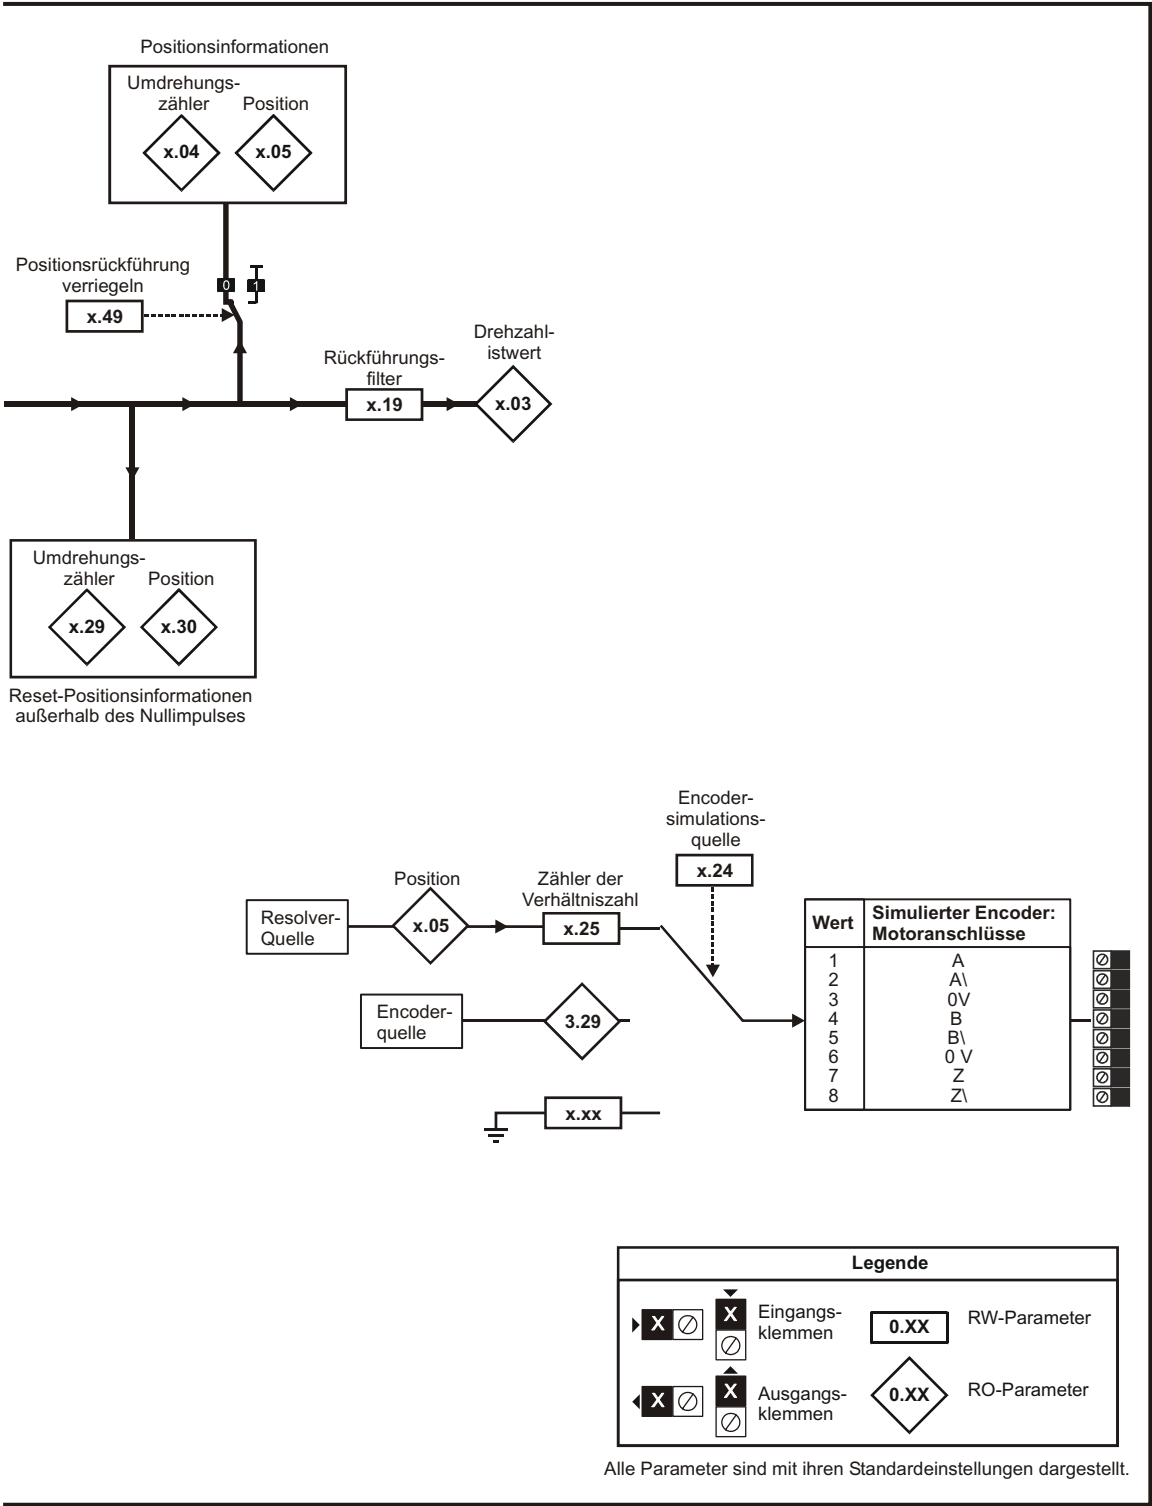 Positionsinformationen
Umdrehungs-
zähler
Position
x.04
x.05
Positionsrückführung
verriegeln
0
1
x.49
Drehzahl-
istwert
Rückführungs-
filter
x.19
x.03
Umdrehungs-
zähler
Position
x.29
x.30
Reset-Positionsinformationen
außerhalb des Nullimpulses
Encoder-
simulations-
quelle
x.24
Position
Zähler der
Verhältniszahl
Resolver-
Quelle
x.05
x.25
Encoder-
quelle
3.29
x.xx
Wert
Simulierter Encoder:
Motoranschlüsse
1 A
2 A\
3 0V
4 B
5 B\
6 0 V
7 Z
8 Z\
Legende
X
X
Eingangs-
klemmen
0.XX
RW-Parameter
X
X
Ausgangs-
klemmen
0.XX
RO-Parameter
Alle Parameter sind mit ihren Standardeinstellungen dargestellt.